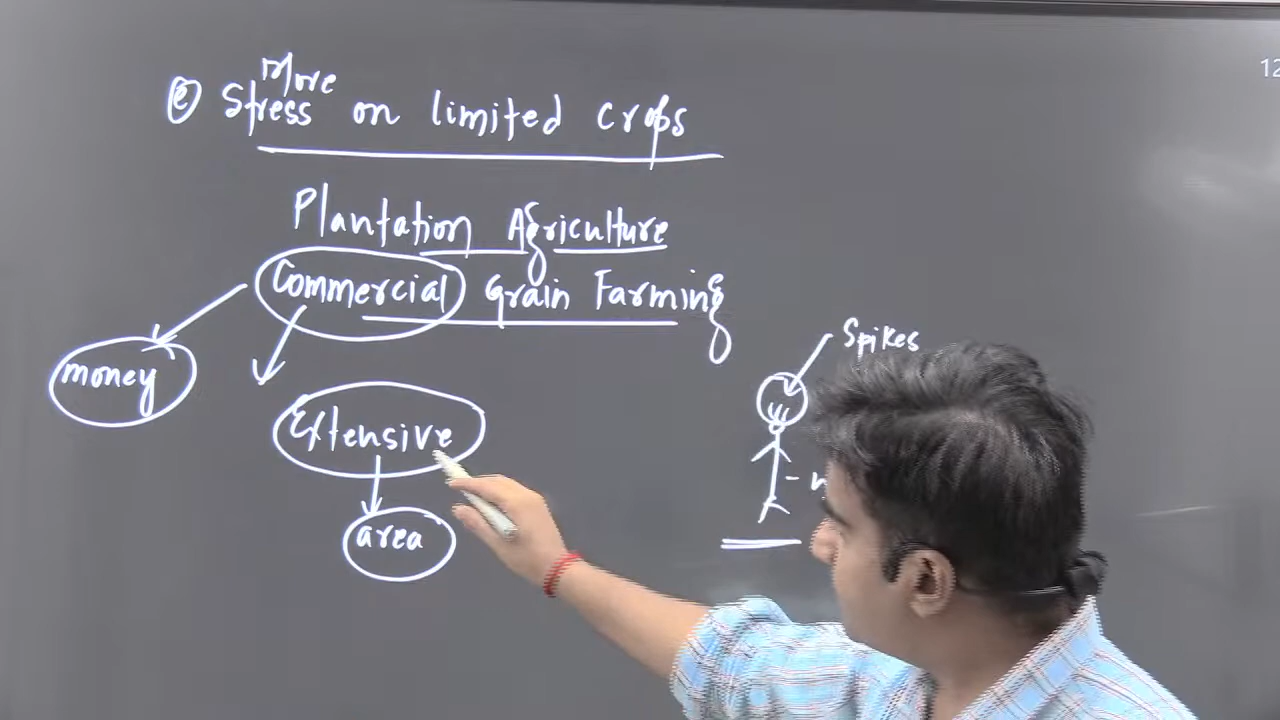 ⓔ Stress on limited crops
More
Plantation Agriculture
Commercial Grain Farming
money
Extensive
area
Spikes
12